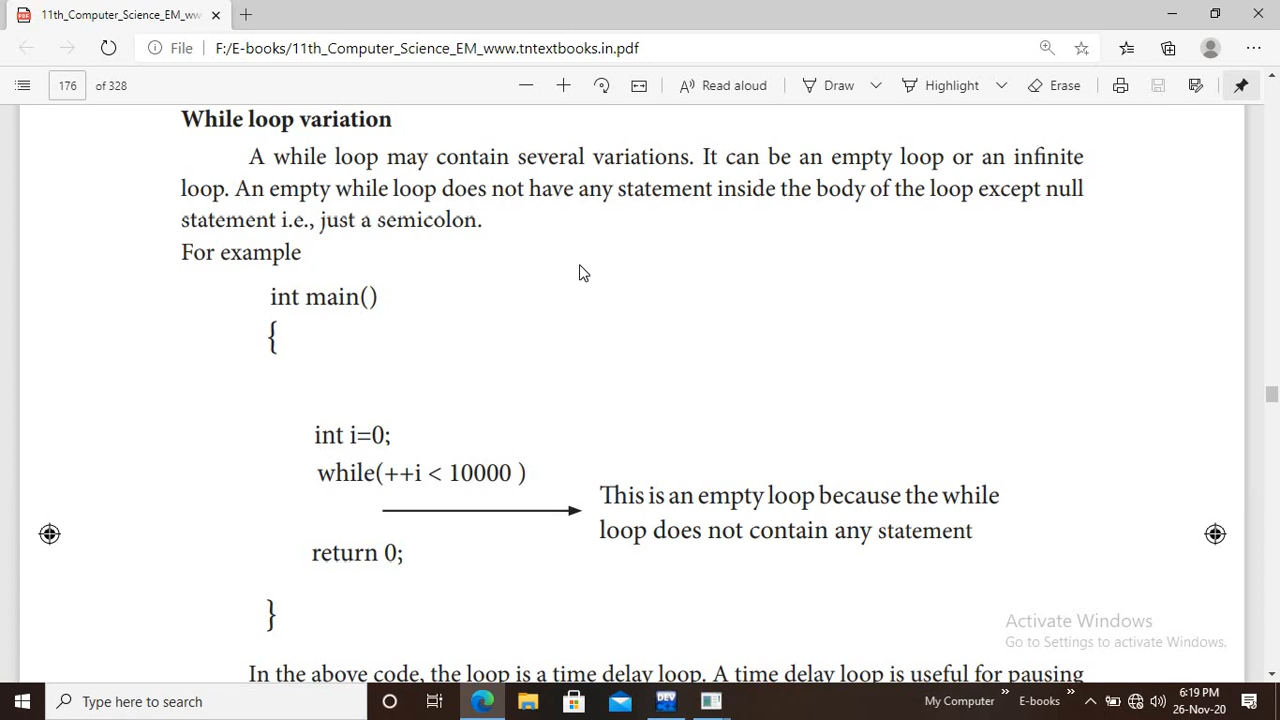 11th_Computer_Science_EM_ww
File F:/E-books/11th_Computer_Science_EM_www.tntextbooks.in.pdf
176 of 328 Read aloud Draw Highlight Erase
While loop variation
A while loop may contain several variations. It can be an empty loop or an infinite
loop. An empty while loop does not have any statement inside the body of the loop except null
statement i.e., just a semicolon.
For example
int main()
{
int i=0;
while(++i < 10000 )
This is an empty loop because the while
loop does not contain any statement
return 0;
}
Activate Windows
Go to Settings to activate Windows.
In the above code, the loop is a time delay loop. A time delay loop is useful for pausing
Type here to search
DEV
My Computer
E-books
6:19 PM
26-Nov-20